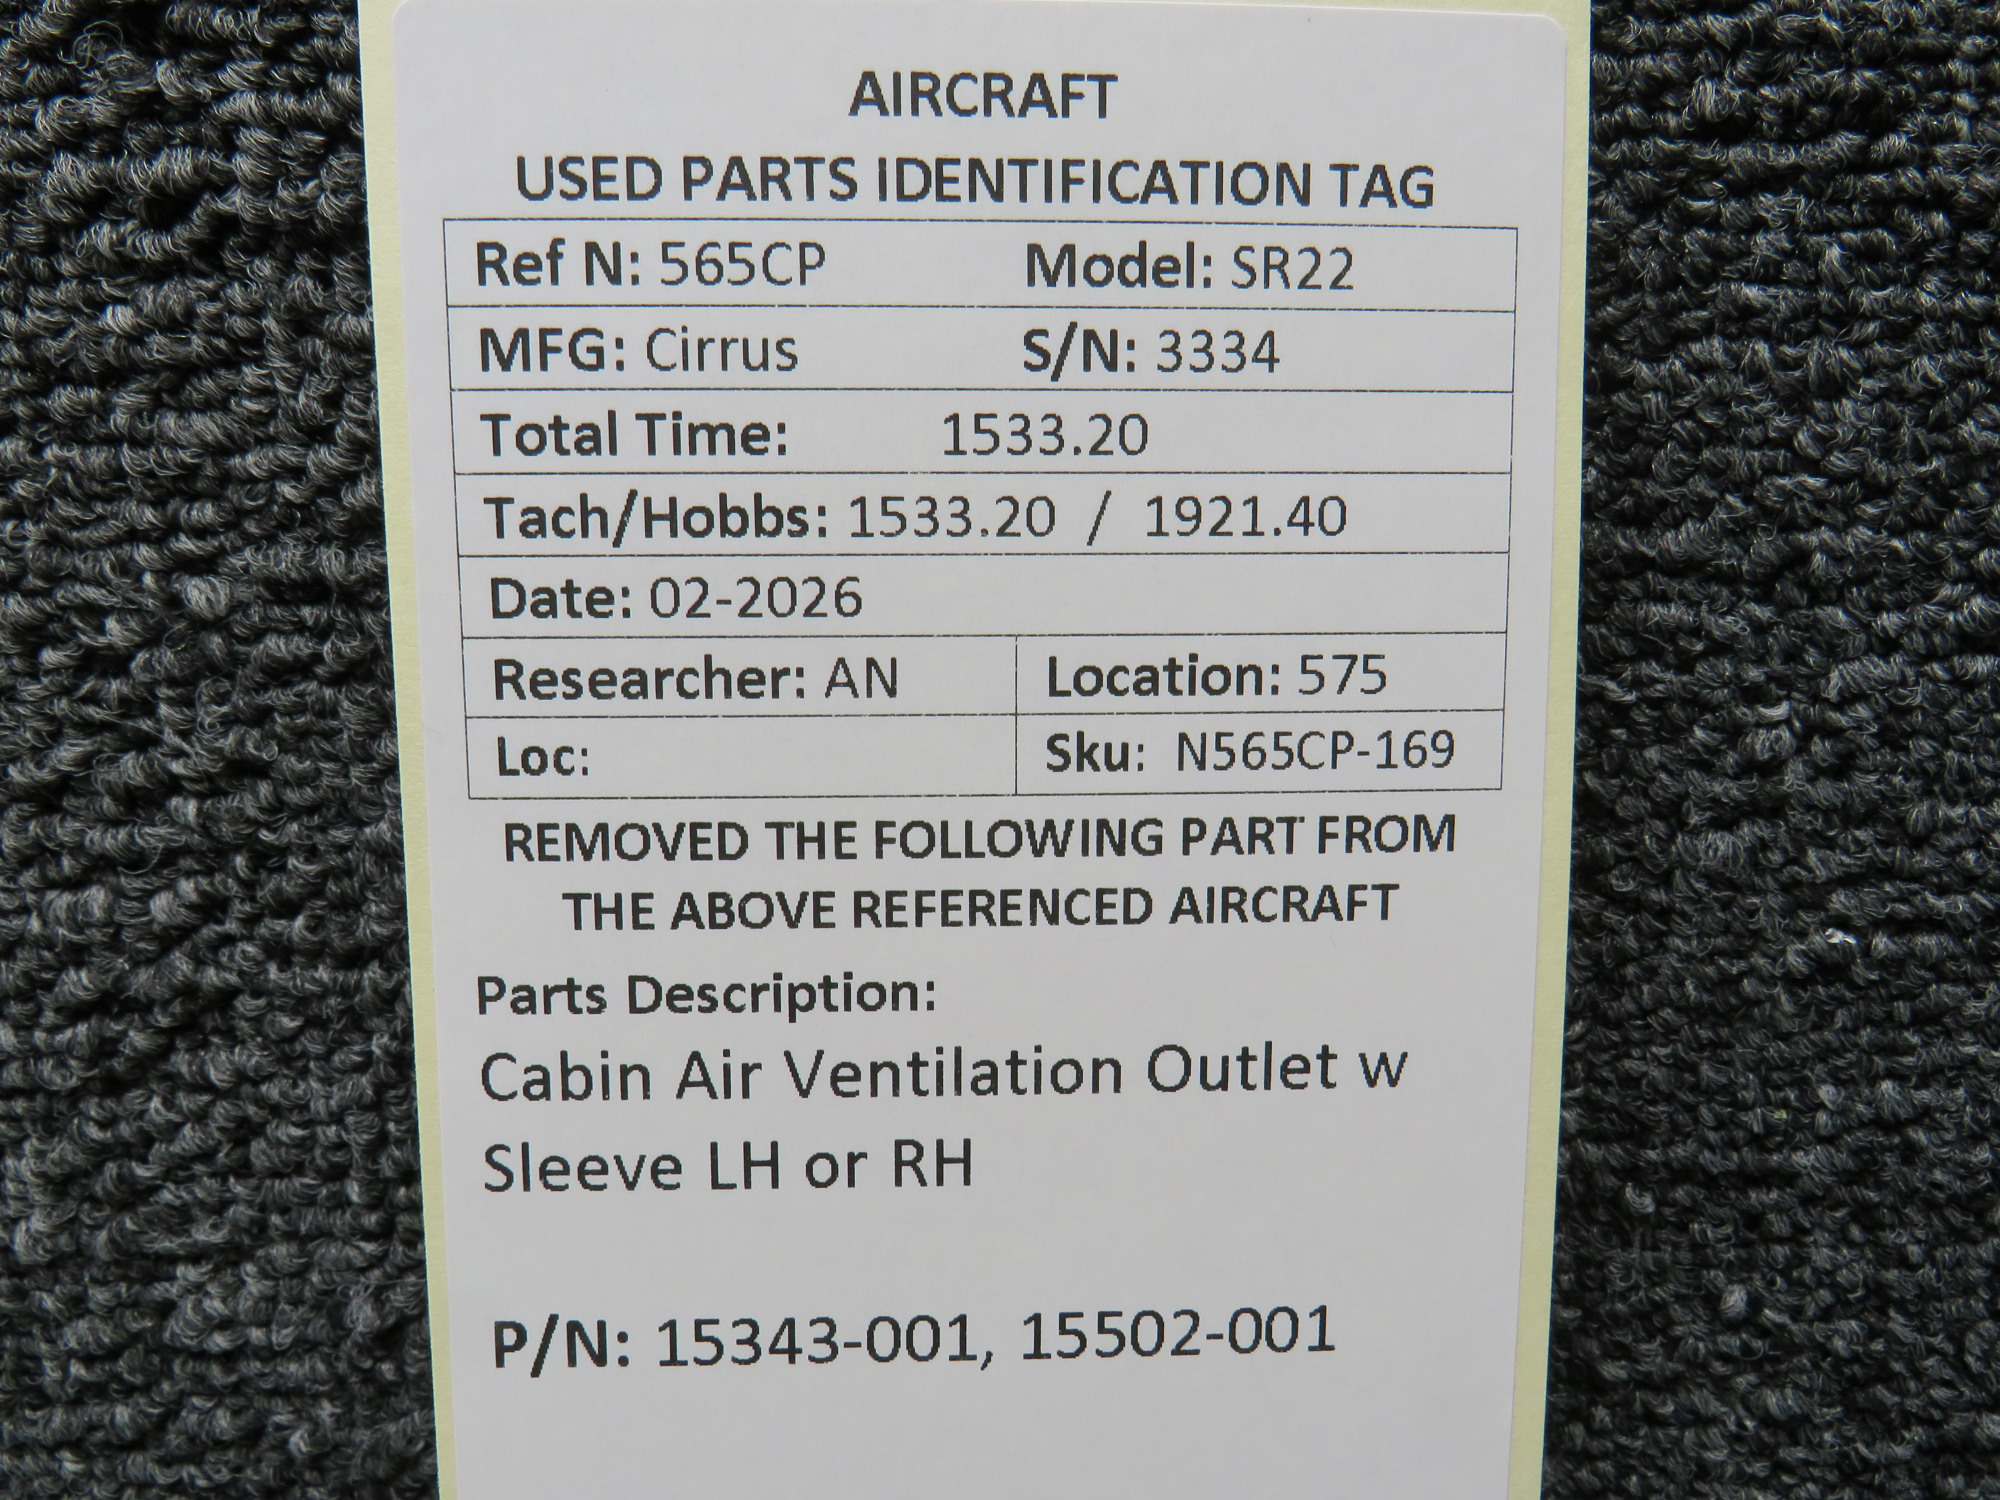 AIRCRAFT
USED PARTS IDENTIFICATION TAG
Ref N: 565CP Model: SR22
MFG: Cirrus S/N: 3334
Total Time: 1533.20
Tach/Hobbs: 1533.20 / 1921.40
Date: 02-2026
Researcher: AN Location: 575
Loc: Sku: N565CP-169
REMOVED THE FOLLOWING PART FROM
THE ABOVE REFERENCED AIRCRAFT
Parts Description:
Cabin Air Ventilation Outlet w
Sleeve LH or RH
P/N: 15343-001, 15502-001